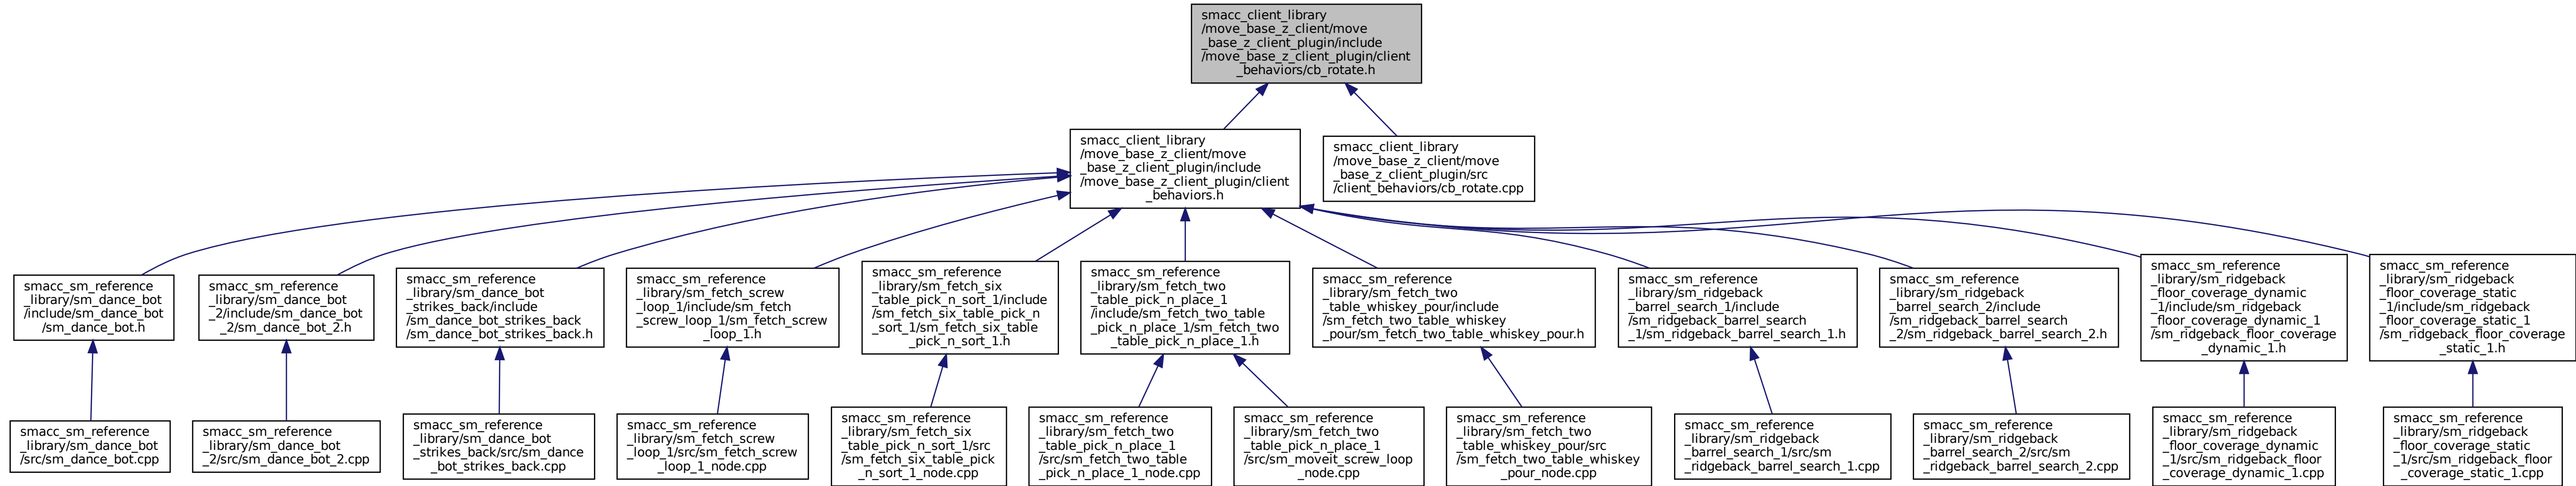 smacc_client_library
/move_base_z_client/move
_base_z_client_plugin/include
/move_base_z_client_plugin/client
_behaviors/cb_rotate.h
smacc_client_library
/move_base_z_client/move
_base_z_client_plugin/include
/move_base_z_client_plugin/client
_behaviors.h
smacc_client_library
/move_base_z_client/move
_base_z_client_plugin/src
/client_behaviors/cb_rotate.cpp
smacc_sm_reference
_library/sm_dance_bot
/include/sm_dance_bot
/sm_dance_bot.h
smacc_sm_reference
_library/sm_dance_bot
_2/include/sm_dance_bot
_2/sm_dance_bot_2.h
smacc_sm_reference
_library/sm_dance_bot
_strikes_back/include
/sm_dance_bot_strikes_back
/sm_dance_bot_strikes_back.h
smacc_sm_reference
_library/sm_fetch_screw
_loop_1/include/sm_fetch
_screw_loop_1/sm_fetch_screw
_loop_1.h
smacc_sm_reference
_library/sm_fetch_six
_table_pick_n_sort_1/include
/sm_fetch_six_table_pick_n
_sort_1/sm_fetch_six_table
_pick_n_sort_1.h
smacc_sm_reference
_library/sm_fetch_two
_table_pick_n_place_1
/include/sm_fetch_two_table
_pick_n_place_1/sm_fetch_two
_table_pick_n_place_1.h
smacc_sm_reference
_library/sm_fetch_two
_table_whiskey_pour/include
/sm_fetch_two_table_whiskey
_pour/sm_fetch_two_table_whiskey_pour.h
smacc_sm_reference
_library/sm_ridgeback
_barrel_search_1/include
/sm_ridgeback_barrel_search
_1/sm_ridgeback_barrel_search_1.h
smacc_sm_reference
_library/sm_ridgeback
_barrel_search_2/include
/sm_ridgeback_barrel_search
_2/sm_ridgeback_barrel_search_2.h
smacc_sm_reference
_library/sm_ridgeback
_floor_coverage_dynamic
_1/include/sm_ridgeback
_floor_coverage_dynamic_1
/sm_ridgeback_floor_coverage
_dynamic_1.h
smacc_sm_reference
_library/sm_ridgeback
_floor_coverage_static
_1/include/sm_ridgeback
_floor_coverage_static_1
/sm_ridgeback_floor_coverage
_static_1.h
smacc_sm_reference
_library/sm_dance_bot
/src/sm_dance_bot.cpp
smacc_sm_reference
_library/sm_dance_bot
_2/src/sm_dance_bot_2.cpp
smacc_sm_reference
_library/sm_dance_bot
_strikes_back/src/sm_dance
_bot_strikes_back.cpp
smacc_sm_reference
_library/sm_fetch_screw
_loop_1/src/sm_fetch_screw
_loop_1_node.cpp
smacc_sm_reference
_library/sm_fetch_six
_table_pick_n_sort_1/src
/sm_fetch_six_table_pick
_n_sort_1_node.cpp
smacc_sm_reference
_library/sm_fetch_two
_table_pick_n_place_1
/src/sm_fetch_two_table
_pick_n_place_1_node.cpp
smacc_sm_reference
_library/sm_fetch_two
_table_pick_n_place_1
/src/sm_moveit_screw_loop
_node.cpp
smacc_sm_reference
_library/sm_fetch_two
_table_whiskey_pour/src
/sm_fetch_two_table_whiskey
_pour_node.cpp
smacc_sm_reference
_library/sm_ridgeback
_barrel_search_1/src/sm
_ridgeback_barrel_search_1.cpp
smacc_sm_reference
_library/sm_ridgeback
_barrel_search_2/src/sm
_ridgeback_barrel_search_2.cpp
smacc_sm_reference
_library/sm_ridgeback
_floor_coverage_dynamic
_1/src/sm_ridgeback_floor
_coverage_dynamic_1.cpp
smacc_sm_reference
_library/sm_ridgeback
_floor_coverage_static
_1/src/sm_ridgeback_floor
_coverage_static_1.cpp